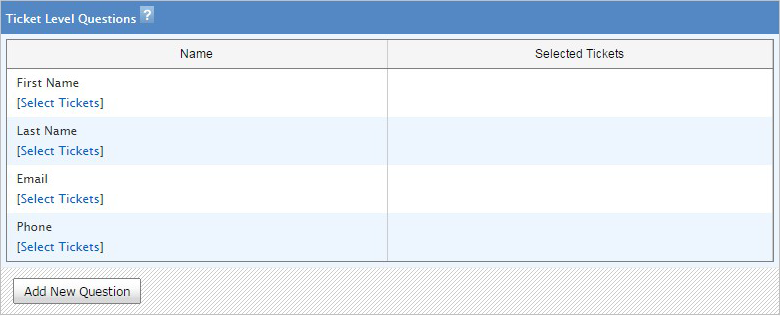 Ticket Level Questions ?
Name Selected Tickets
First Name
[Select Tickets]
Last Name
[Select Tickets]
Email
[Select Tickets]
Phone
[Select Tickets]
Add New Question